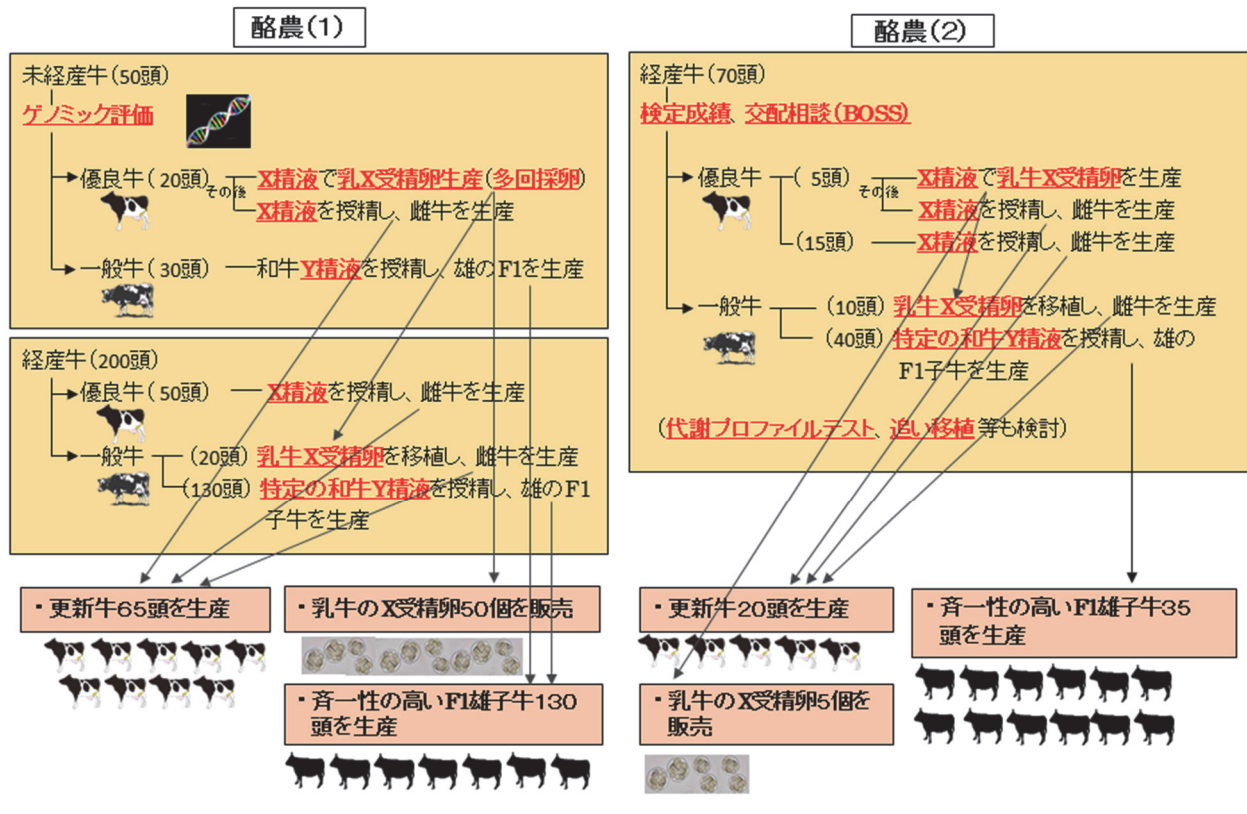 酪農(1)
未経産牛(50頭)
ゲノミック評価
優良牛(20頭)
その後
X精液で乳X受精卵生産(多回採卵)
X精液を授精し、雌牛を生産
一般牛(30頭)
和牛Y精液を授精し、雄のF1を生産
経産牛(200頭)
優良牛(50頭)
X精液を授精し、雌牛を生産
一般牛
(20頭)
乳牛X受精卵を移植し、雌牛を生産
(130頭)
特定の和牛Y精液を授精し、雄のF1
子牛を生産
・更新牛65頭を生産
・乳牛のX受精卵50個を販売
・斉一性の高いF1雄子牛130
頭を生産
酪農(2)
経産牛(70頭)
検定成績、交配相談(BOSS)
優良牛
(5頭)
その後
X精液で乳牛X受精卵を生産
X精液を授精し、雌牛を生産
(15頭)
X精液を授精し、雌牛を生産
一般牛
(10頭)
乳牛X受精卵を移植し、雌牛を生産
(40頭)
特定の和牛Y精液を授精し、雄の
F1子牛を生産
(代謝プロファイルテスト、追い移植等も検討)
・更新牛20頭を生産
・斉一性の高いF1雄子牛35
頭を生産
・乳牛のX受精卵5個を
販売